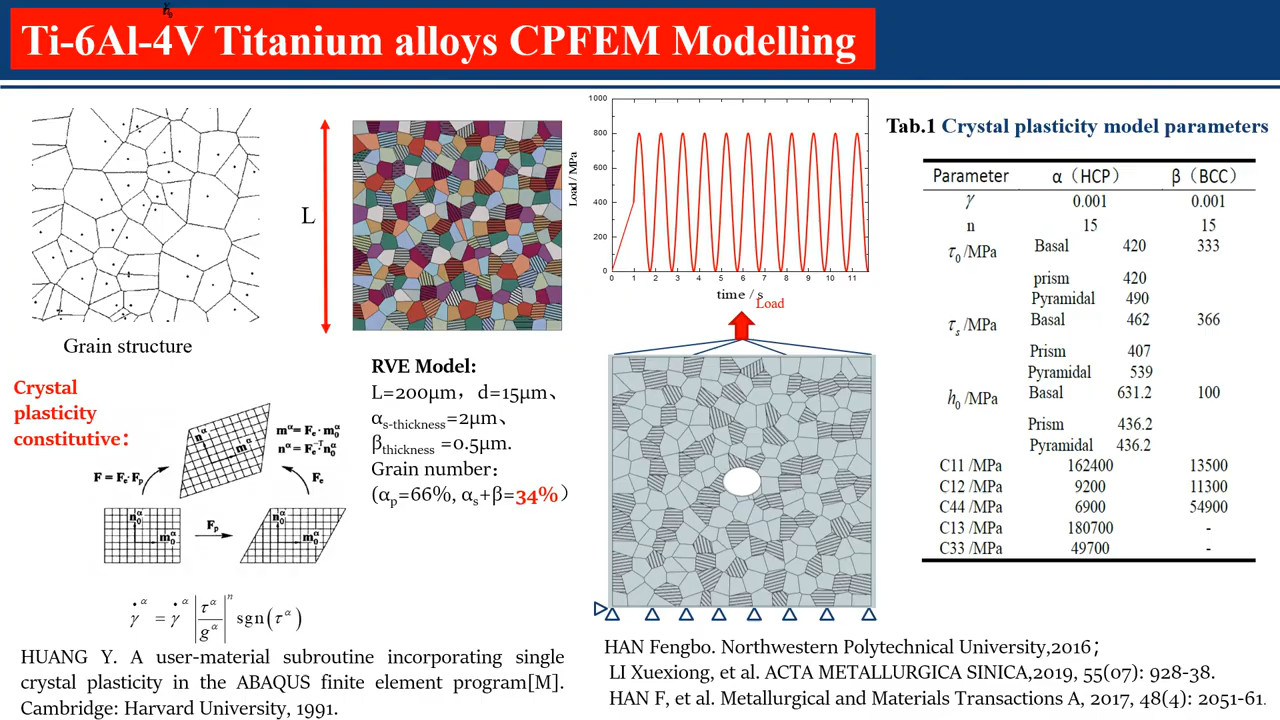 Ti-6Al-4V Titanium alloys CPFEM Modelling
Grain structure
L
Load / MPa
1000
800
600
400
200
0
0 1 2 3 4 5 6 7 8 9 10 11
time / s
Load
Tab.1 Crystal plasticity model parameters
Parameter α（HCP） β（BCC）
γ 0.001 0.001
n 15 15
τ0 /MPa Basal 420 333
prism 420
Pyramidal 490
τs /MPa Basal 462 366
Prism 407
Pyramidal 539
h0 /MPa Basal 631.2 100
Prism 436.2
Pyramidal 436.2
C11 /MPa 162400 13500
C12 /MPa 9200 11300
C44 /MPa 6900 54900
C13 /MPa 180700 -
C33 /MPa 49700 -
RVE Model:
L=200μm，d=15μm、
αs-thickness=2μm、
βthickness =0.5μm.
Grain number：
(αp=66%, αs+β=34%）
Crystal
plasticity
constitutive：
nα
mα
mα = Fe · m0α
nα = Fe-T · n0α
F = Fe · Fp
Fe
n0α
m0α
Fp
n0α
m0α
γ̇α = γ̇α |τα / gα|n sgn(τα)
HUANG Y. A user-material subroutine incorporating single
crystal plasticity in the ABAQUS finite element program[M].
Cambridge: Harvard University, 1991.
HAN Fengbo. Northwestern Polytechnical University,2016；
LI Xuexiong, et al. ACTA METALLURGICA SINICA,2019, 55(07): 928-38.
HAN F, et al. Metallurgical and Materials Transactions A, 2017, 48(4): 2051-61.